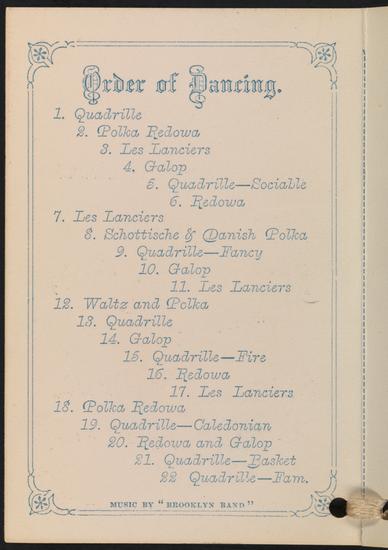 Order of Dancing.
1. Quadrille
2. Polka Redowa
3. Les Lanciers
4. Galop
5. Quadrille—Sociable
6. Redowa
7. Les Lanciers
8. Schottische & Danish Polka
9. Quadrille—Fancy
10. Galop
11. Les Lanciers
12. Waltz and Polka
13. Quadrille
14. Galop
15. Quadrille—Fire
16. Redowa
17. Les Lanciers
18. Polka Redowa
19. Quadrille—Caledonian
20. Redowa and Galop
21. Quadrille—Basket
22 Quadrille—Fam.
MUSIC BY "BROOKLYN BAND"